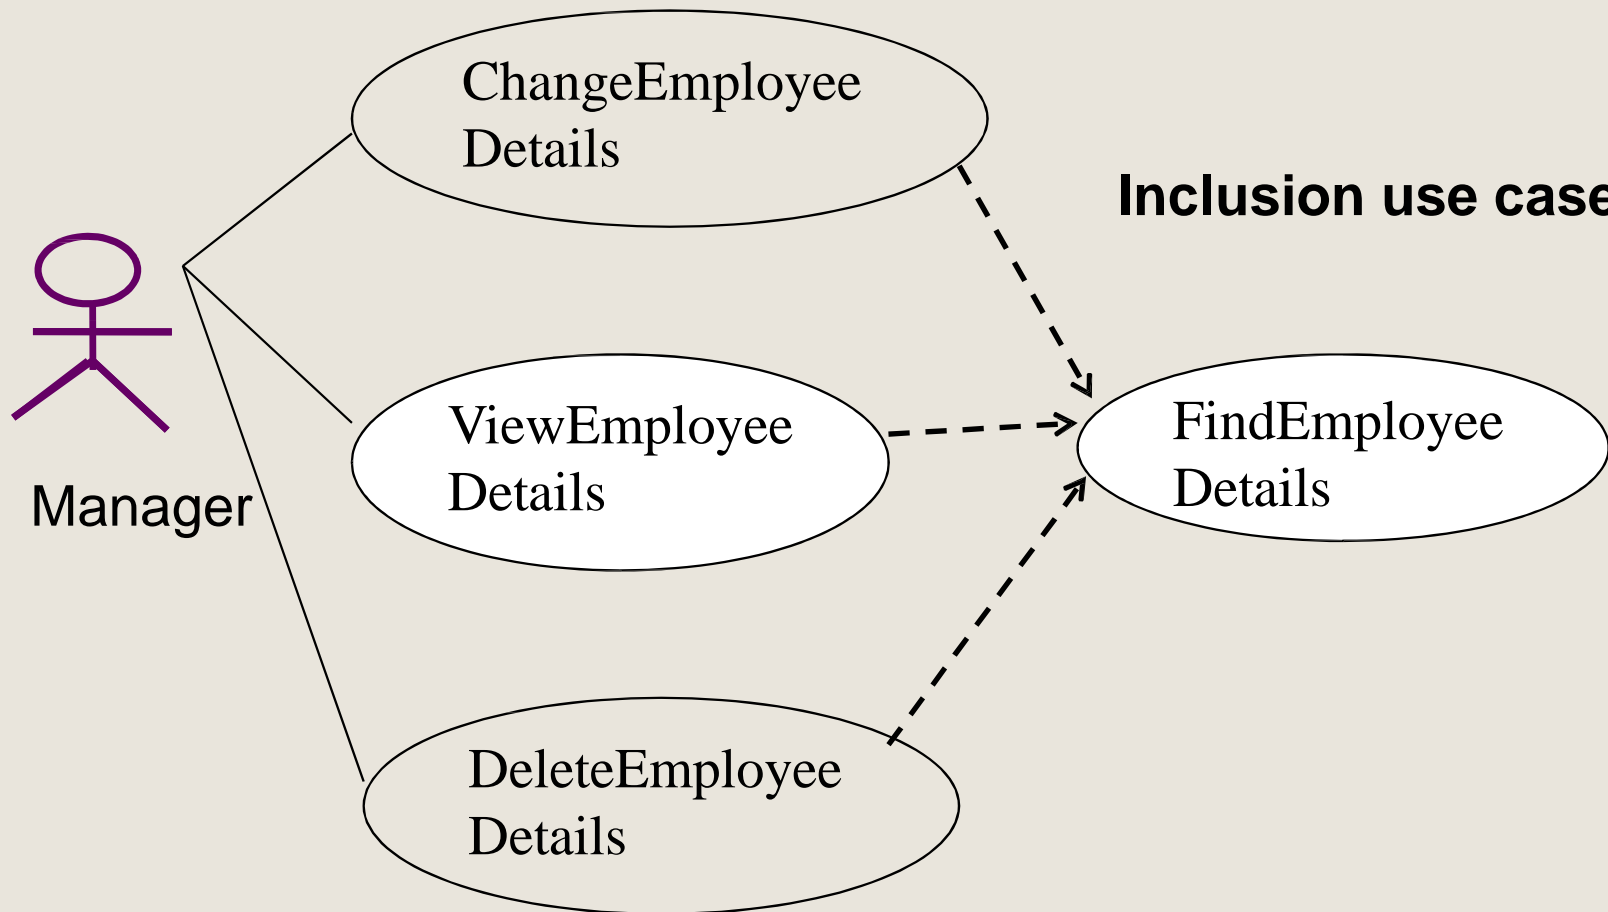 ChangeEmployee
Details
Inclusion use case
ViewEmployee
Details
FindEmployee
Details
Manager
DeleteEmployee
Details